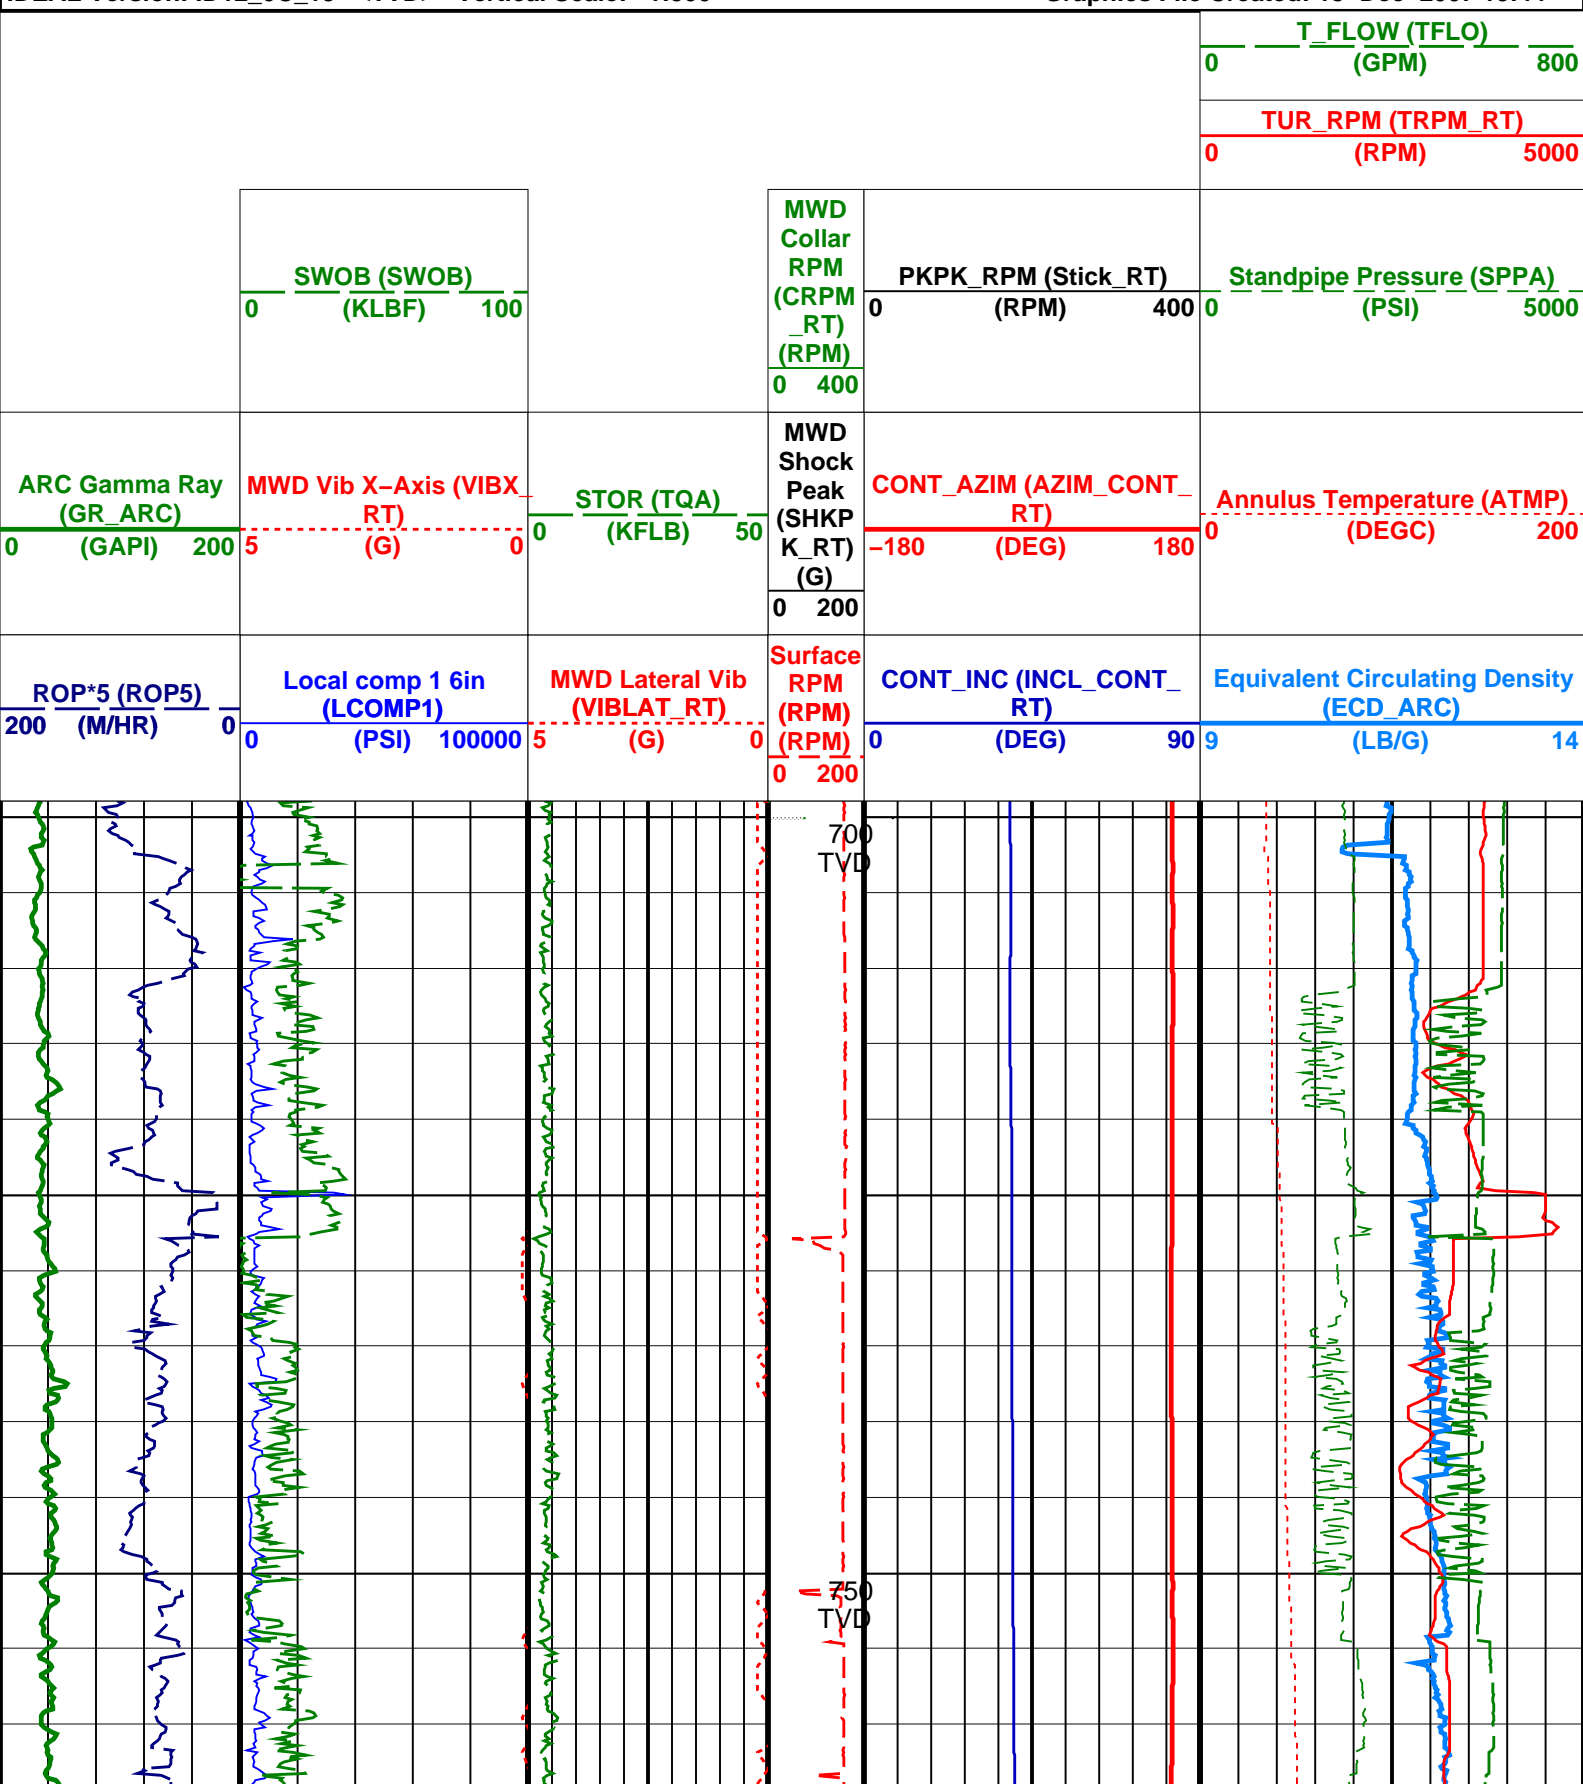 T_FLOW (TFLO)
0 (GPM) 800
TUR_RPM (TRPM_RT)
0 (RPM) 5000
SWOB (SWOB)
0 (KLBF) 100
MWD
Collar
RPM
(CRPM
_RT)
(RPM)
0 400
PKPK_RPM (Stick_RT)
0 (RPM) 400
Standpipe Pressure (SPPA)
0 (PSI) 5000
ARC Gamma Ray
(GR_ARC)
0 (GAPI) 200
MWD Vib X−Axis (VIBX_
RT)
5 (G) 0
STOR (TQA)
0 (KFLB) 50
MWD
Shock
Peak
(SHKP
K_RT)
(G)
0 200
CONT_AZIM (AZIM_CONT_
RT)
−180 (DEG) 180
Annulus Temperature (ATMP)
0 (DEGC) 200
ROP*5 (ROP5)
200 (M/HR) 0
Local comp 1 6in
(LCOMP1)
0 (PSI) 100000
MWD Lateral Vib
(VIBLAT_RT)
5 (G) 0
Surface
RPM
(RPM)
(RPM)
0 200
CONT_INC (INCL_CONT_
RT)
0 (DEG) 90
Equivalent Circulating Density
(ECD_ARC)
9 (LB/G) 14
700
TVD
750
TVD